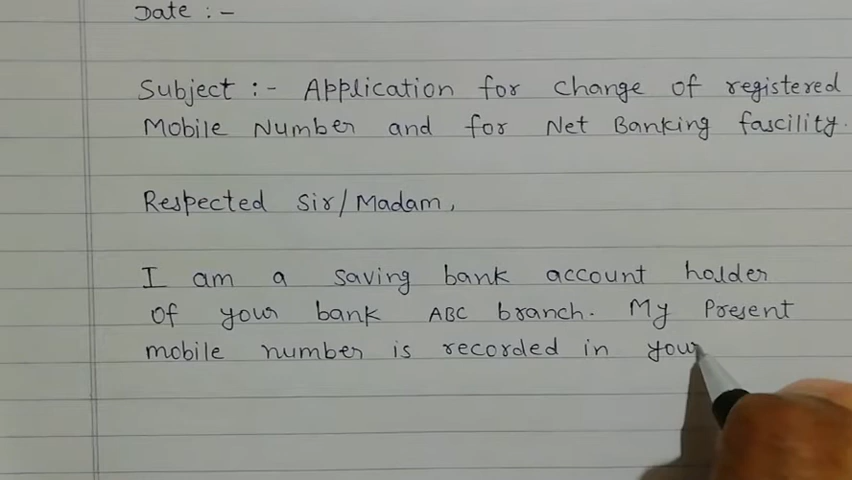 Date :-
Subject :- Application for change of registered
Mobile Number and for Net Banking fascility.
Respected Sir/Madam,
I am a saving bank account holder
of your bank ABC branch. My Present
mobile number is recorded in your